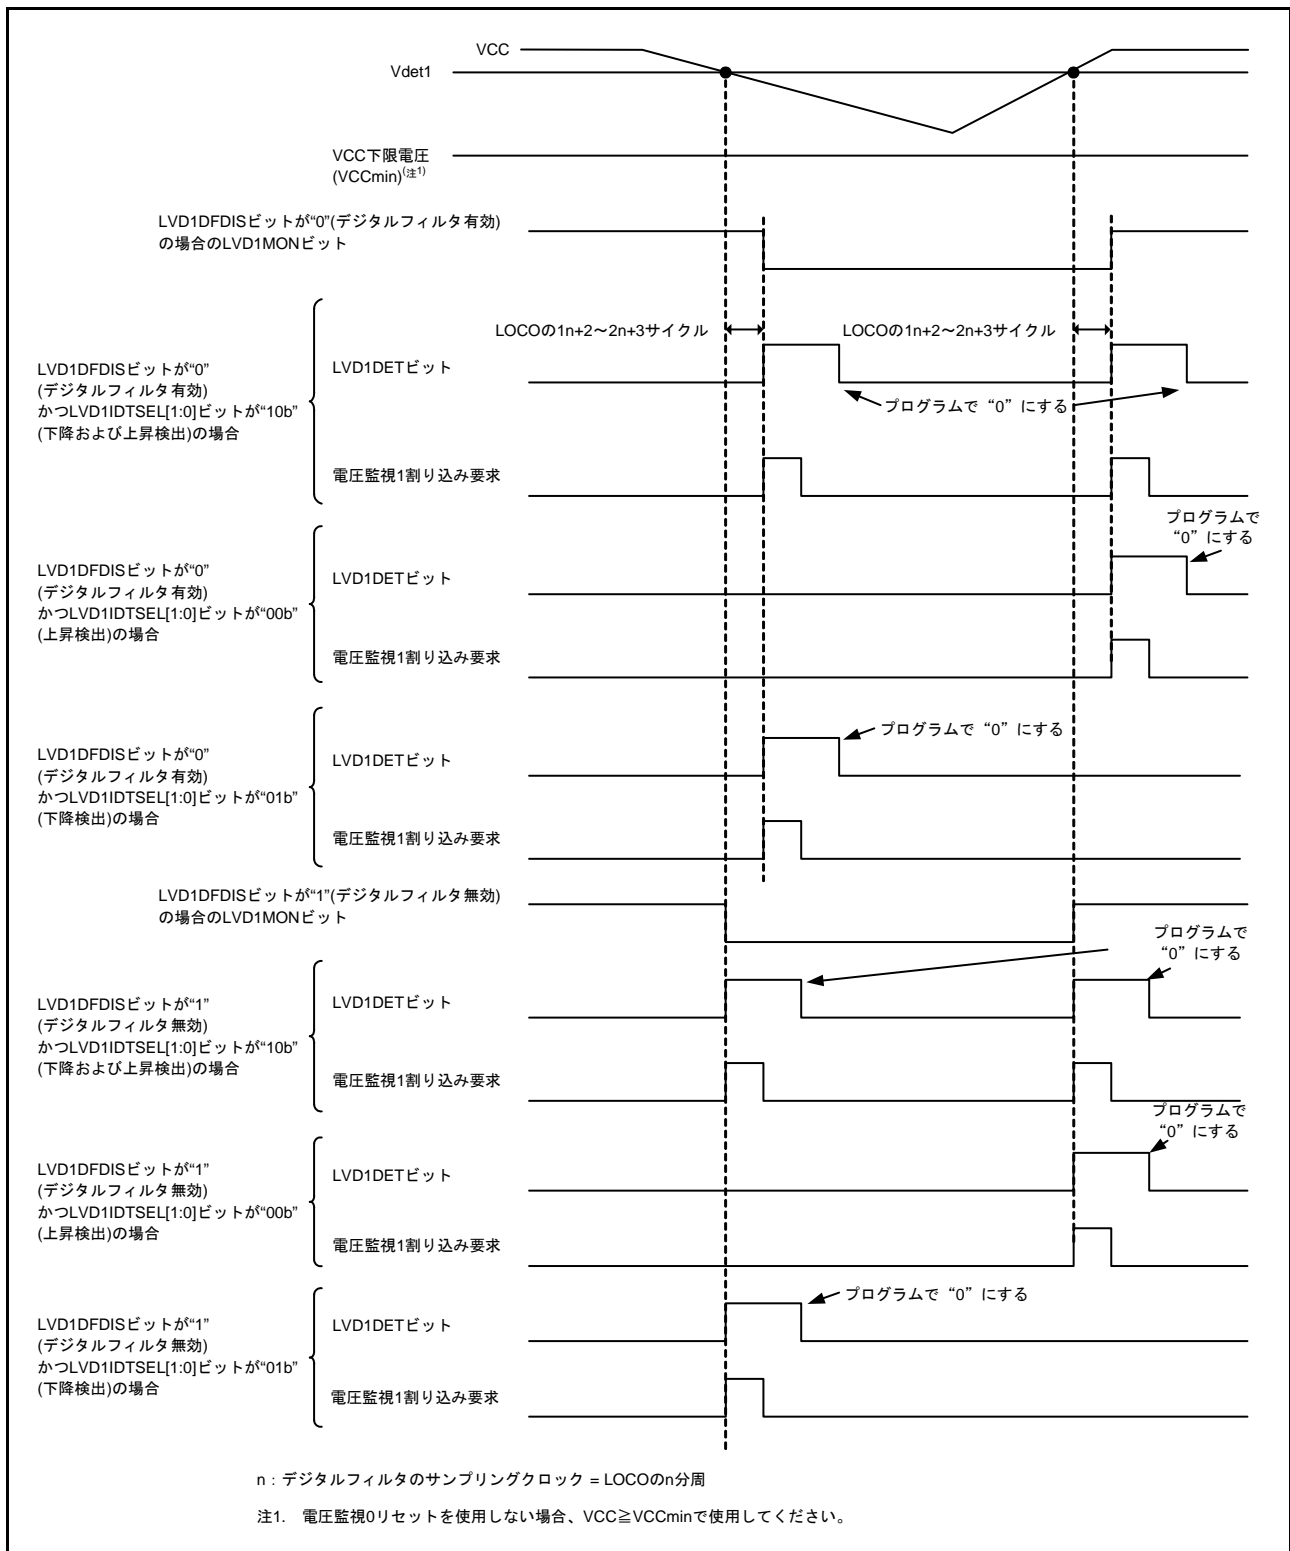 VCC
Vdet1
VCC下限電圧
(VCCmin)(注1)
LVD1DFDISビットが“0”(デジタルフィルタ有効)
の場合のLVD1MONビット
LOCOの1n+2～2n+3サイクル
LOCOの1n+2～2n+3サイクル
LVD1DFDISビットが“0”
(デジタルフィルタ有効)
かつLVD1IDTSEL[1:0]ビットが“10b”
(下降および上昇検出)の場合
LVD1DETビット
プログラムで“0”にする
電圧監視1割り込み要求
プログラムで
“0”にする
LVD1DFDISビットが“0”
(デジタルフィルタ有効)
かつLVD1IDTSEL[1:0]ビットが“00b”
(上昇検出)の場合
LVD1DETビット
電圧監視1割り込み要求
プログラムで“0”にする
LVD1DFDISビットが“0”
(デジタルフィルタ有効)
かつLVD1IDTSEL[1:0]ビットが“01b”
(下降検出)の場合
LVD1DETビット
電圧監視1割り込み要求
LVD1DFDISビットが“1”(デジタルフィルタ無効)
の場合のLVD1MONビット
プログラムで
“0”にする
LVD1DFDISビットが“1”
(デジタルフィルタ無効)
かつLVD1IDTSEL[1:0]ビットが“10b”
(下降および上昇検出)の場合
LVD1DETビット
電圧監視1割り込み要求
プログラムで
“0”にする
LVD1DFDISビットが“1”
(デジタルフィルタ無効)
かつLVD1IDTSEL[1:0]ビットが“00b”
(上昇検出)の場合
LVD1DETビット
電圧監視1割り込み要求
プログラムで“0”にする
LVD1DFDISビットが“1”
(デジタルフィルタ無効)
かつLVD1IDTSEL[1:0]ビットが“01b”
(下降検出)の場合
LVD1DETビット
電圧監視1割り込み要求
n：デジタルフィルタのサンプリングクロック = LOCOのn分周
注1. 電圧監視0リセットを使用しない場合、VCC≧VCCminで使用してください。